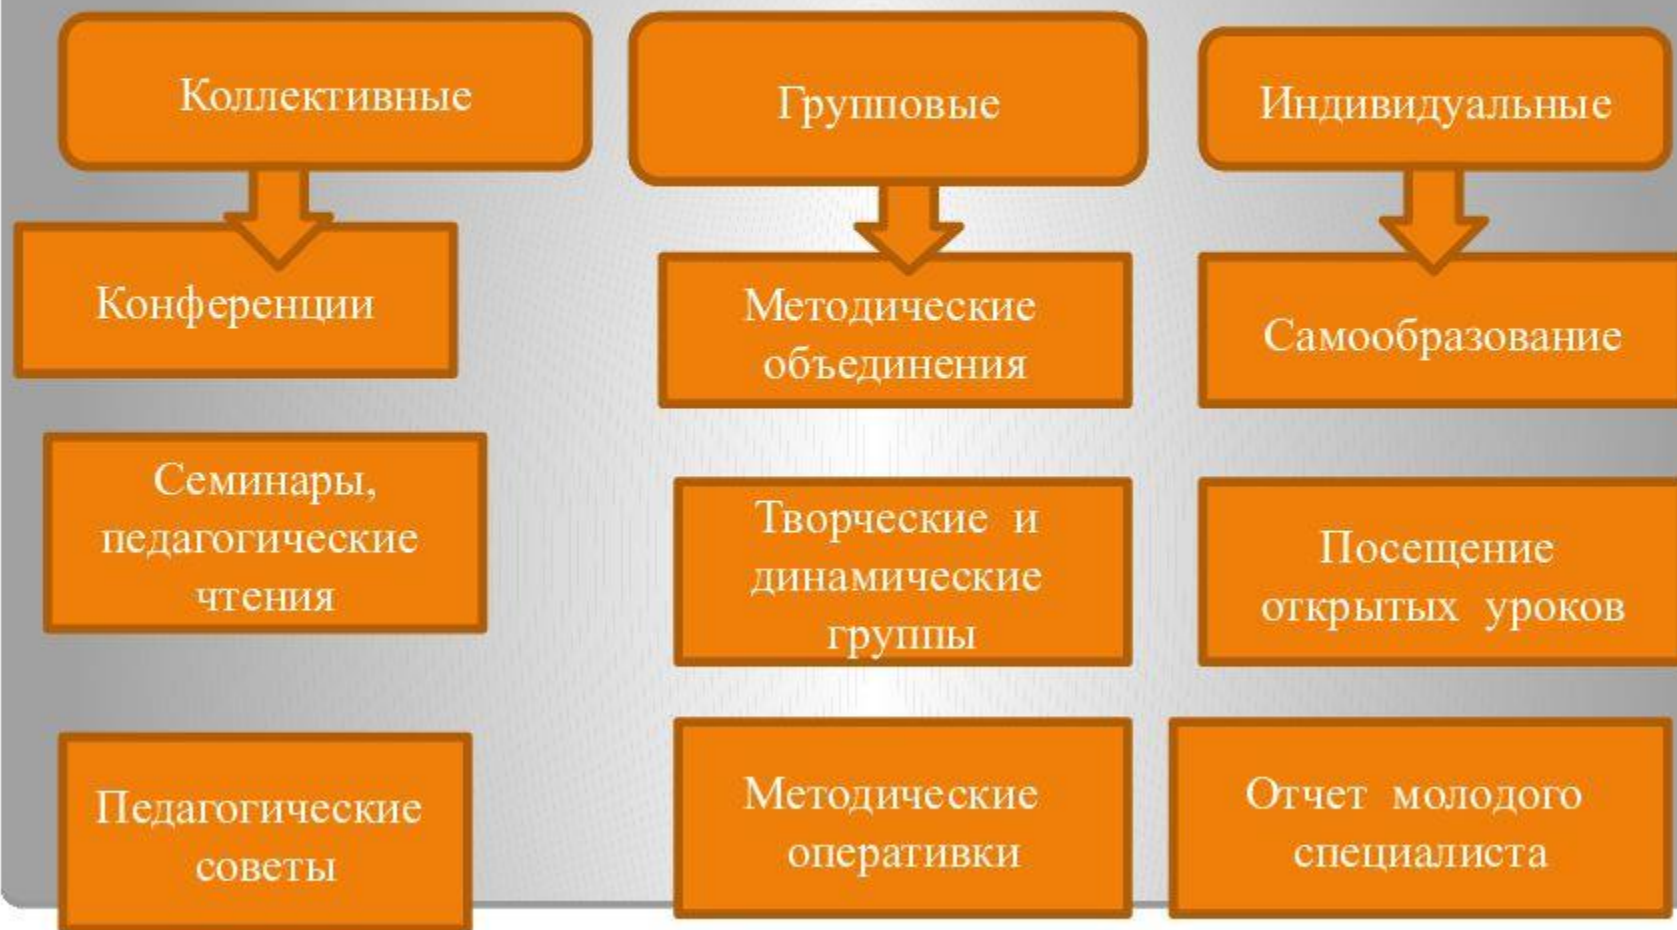 Коллективные
Групповые
Индивидуальные
Конференции
Методические
объединения
Самообразование
Семинары,
педагогические
чтения
Творческие и
динамические
группы
Посещение
открытых уроков
Педагогические
советы
Методические
оперативки
Отчет молодого
специалиста